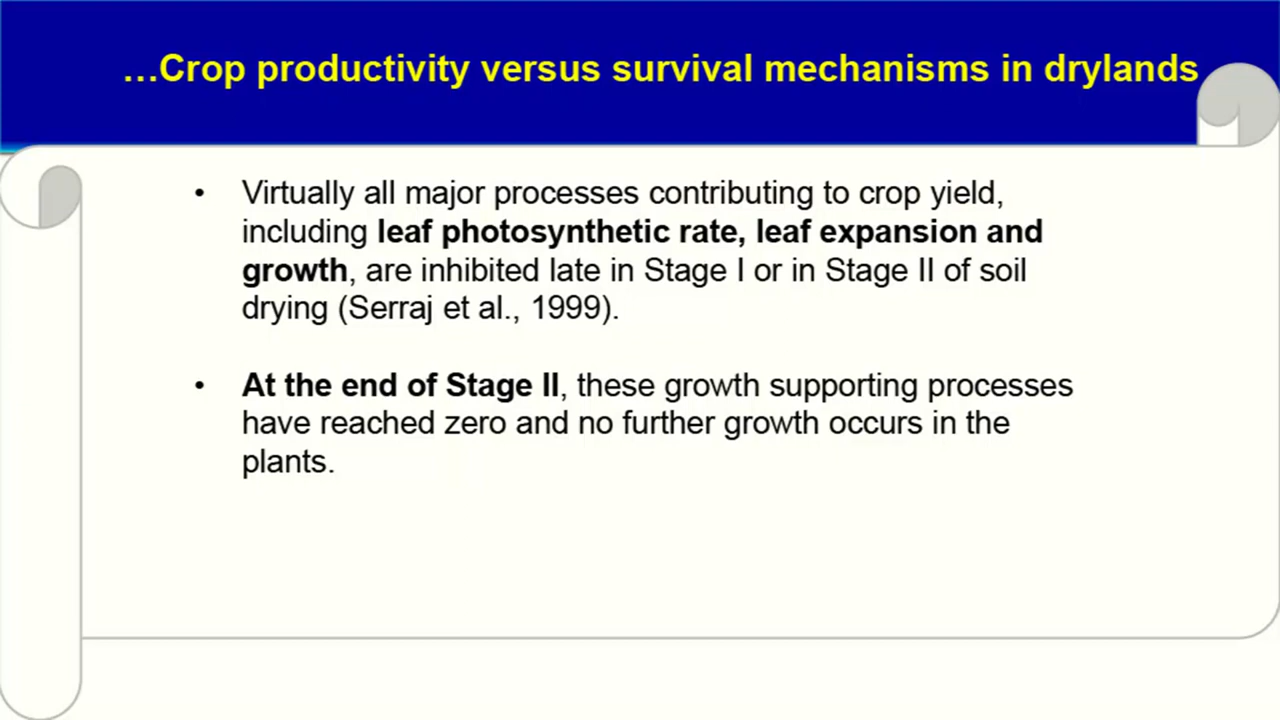 ...Crop productivity versus survival mechanisms in drylands
• Virtually all major processes contributing to crop yield,
including leaf photosynthetic rate, leaf expansion and
growth, are inhibited late in Stage I or in Stage II of soil
drying (Serraj et al., 1999).
• At the end of Stage II, these growth supporting processes
have reached zero and no further growth occurs in the
plants.